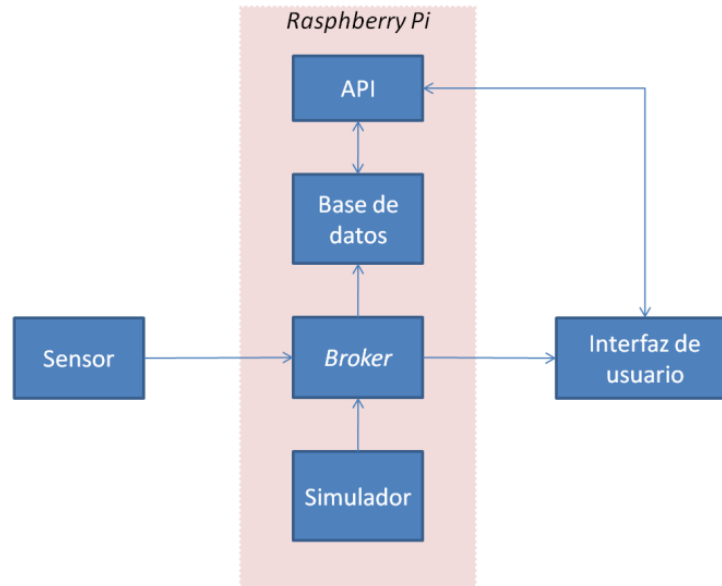 Rasphberry Pi
API
Base de
datos
Sensor
Broker
Interfaz de
usuario
Simulador